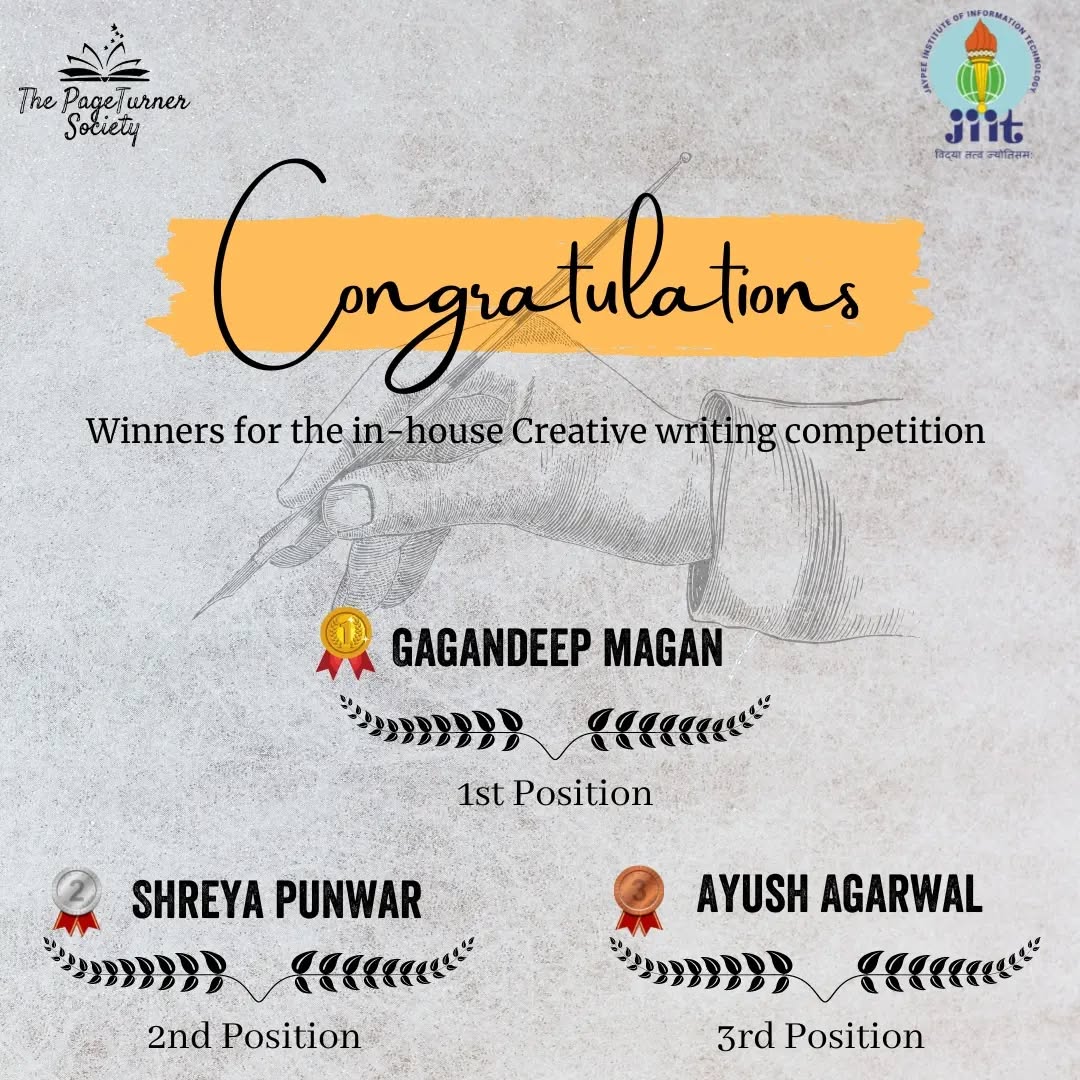 The PageTurner
Society
JAYPEE INSTITUTE OF INFORMATION TECHNOLOGY
jiit
विद्या तत्व ज्योतिसमः
Congratulations
Winners for the in-house Creative writing competition
1
GAGANDEEP MAGAN
1st Position
2
SHREYA PUNWAR
2nd Position
3
AYUSH AGARWAL
3rd Position